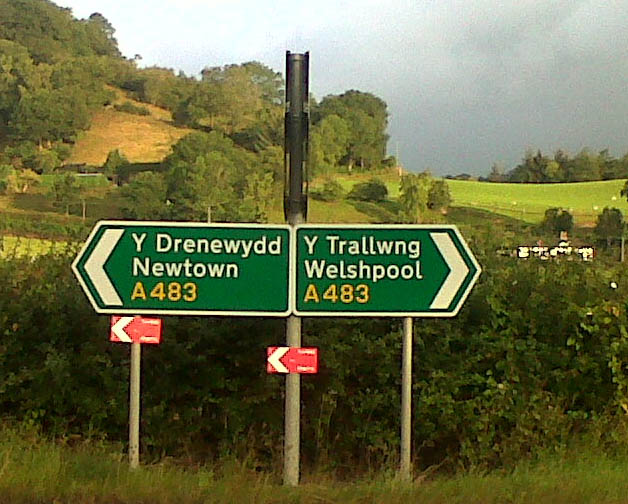 Y Drenewydd
Newtown
A483
Y Trallwng
Welshpool
A483